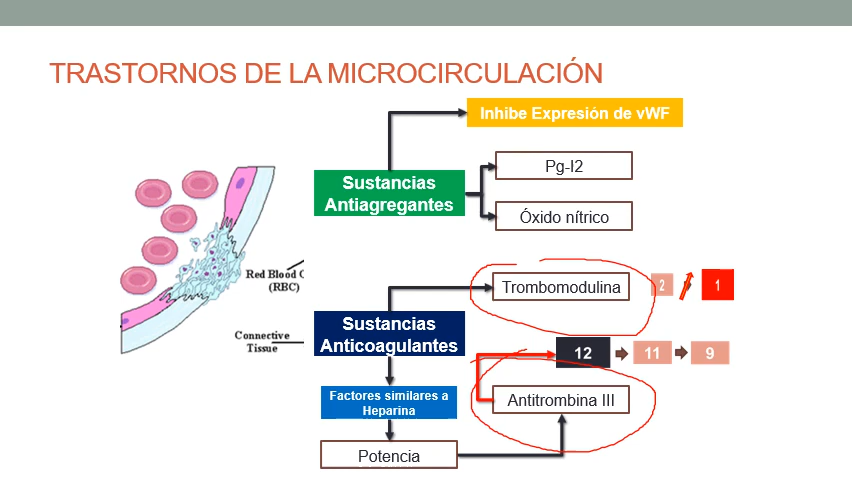 TRASTORNOS DE LA MICROCIRCULACIÓN
Inhibe Expresión de vWF
Sustancias
Antiagregantes
Pg-I2
Óxido nítrico
Red Blood C
(RBC)
Connective
Tissue
Sustancias
Anticoagulantes
Trombomodulina
2
1
12
11
9
Factores similares a
Heparina
Antitrombina III
Potencia